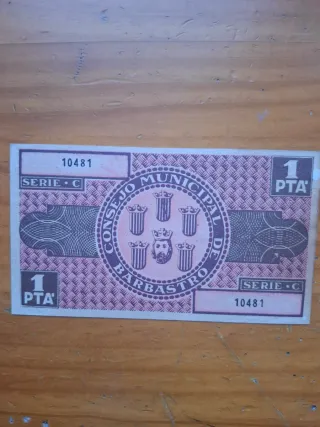 10481
SERIE · C
1
PTA
CONSEJO MUNICIPAL DE
BARBASTRO
1
PTA
SERIE · C
10481